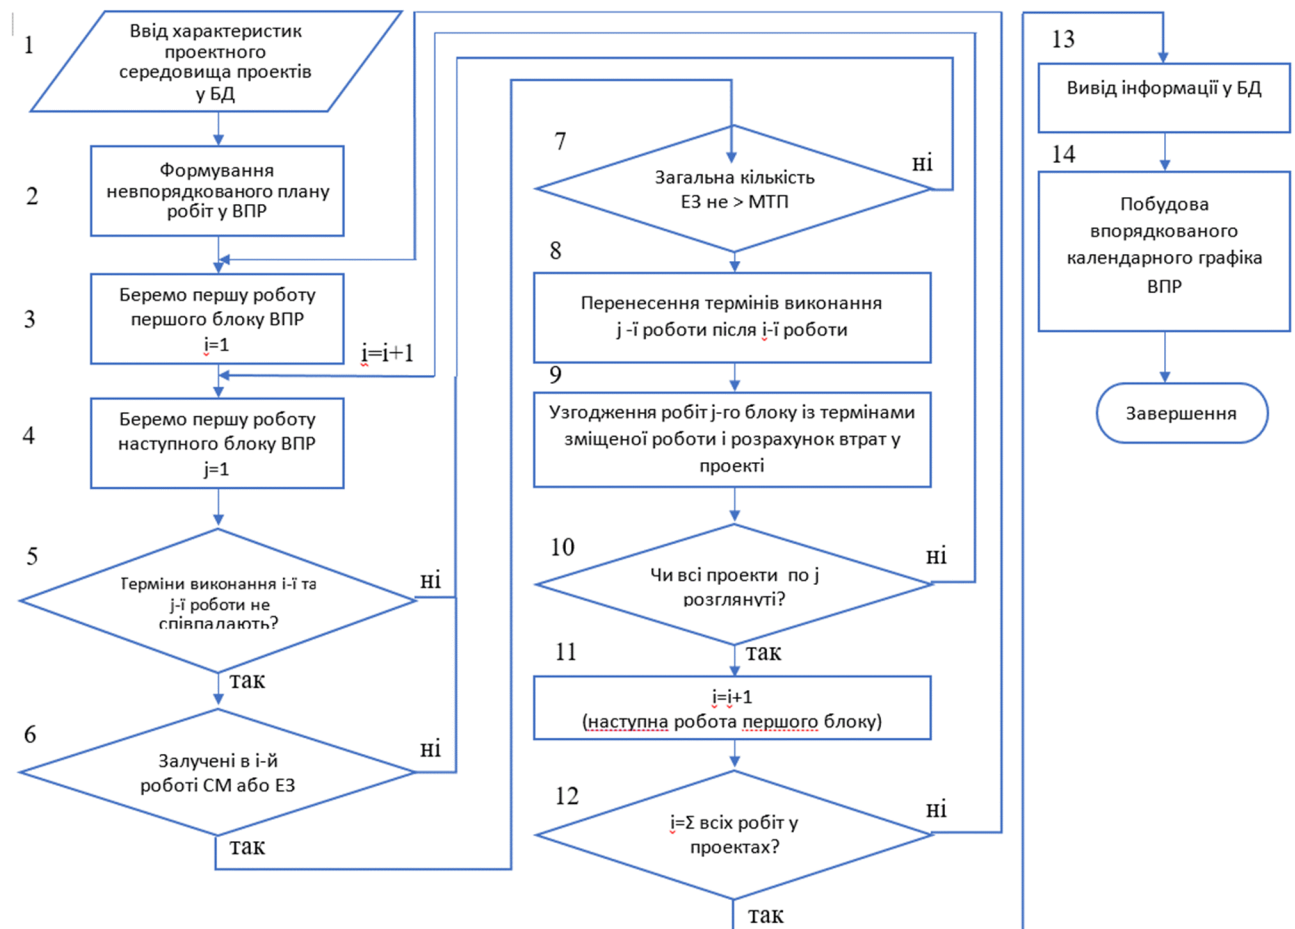 1
Ввід характеристик
проектного
середовища проектів
у БД
2
Формування
невпорядкованого плану
робіт у ВПР
3
Беремо першу роботу
першого блоку ВПР
і=1
і=і+1
4
Беремо першу роботу
наступного блоку ВПР
j=1
5
Терміни виконання і-ї та
j-ї роботи не
співпадають?
ні
так
6
Залучені в і-й
роботі СМ або ЕЗ
ні
так
7
Загальна кількість
ЕЗ не > МТП
ні
8
Перенесення термінів виконання
j -ї роботи після і-ї роботи
9
Узгодження робіт j-го блоку із термінами
зміщеної роботи і розрахунок втрат у
проекті
10
Чи всі проекти по j
розглянуті?
ні
так
11
і=і+1
(наступна робота першого блоку)
12
і=Σ всіх робіт у
проектах?
ні
так
13
Вивід інформації у БД
14
Побудова
впорядкованого
календарного графіка
ВПР
Завершення